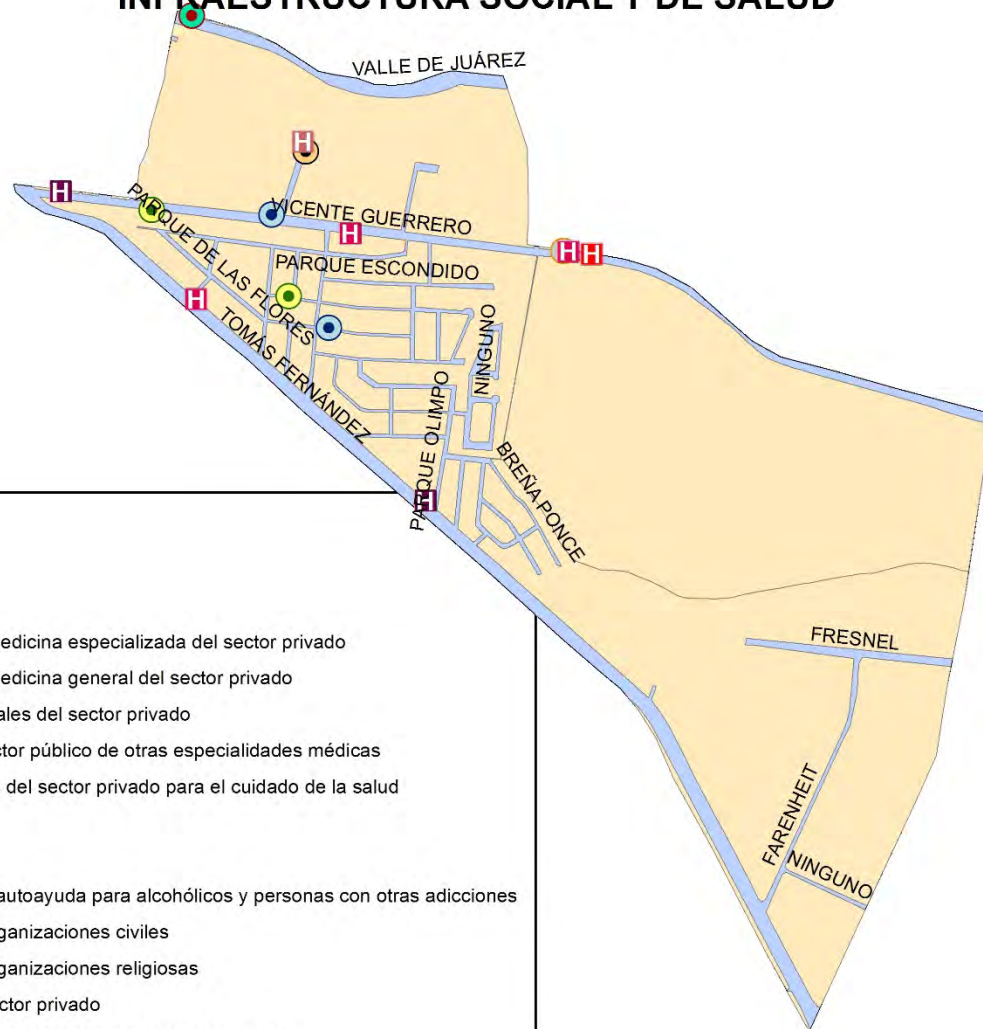 INFRAESTRUCTURA SOCIAL Y DE SALUD
VALLE DE JUÁREZ
H
H
PARQUE DE LAS FLORES
VICENTE GUERRERO
H
H
H
PARQUE ESCONDIDO
H
TOMÁS FERNÁNDEZ
NINGUNO
PARQUE OLIMPO
BREÑA PONCE
H
edicina especializada del sector privado
edicina general del sector privado
ales del sector privado
ctor público de otras especialidades médicas
del sector privado para el cuidado de la salud
FRESNEL
FARENHEIT
NINGUNO
autoayuda para alcohólicos y personas con otras adicciones
ganizaciones civiles
ganizaciones religiosas
ctor privado